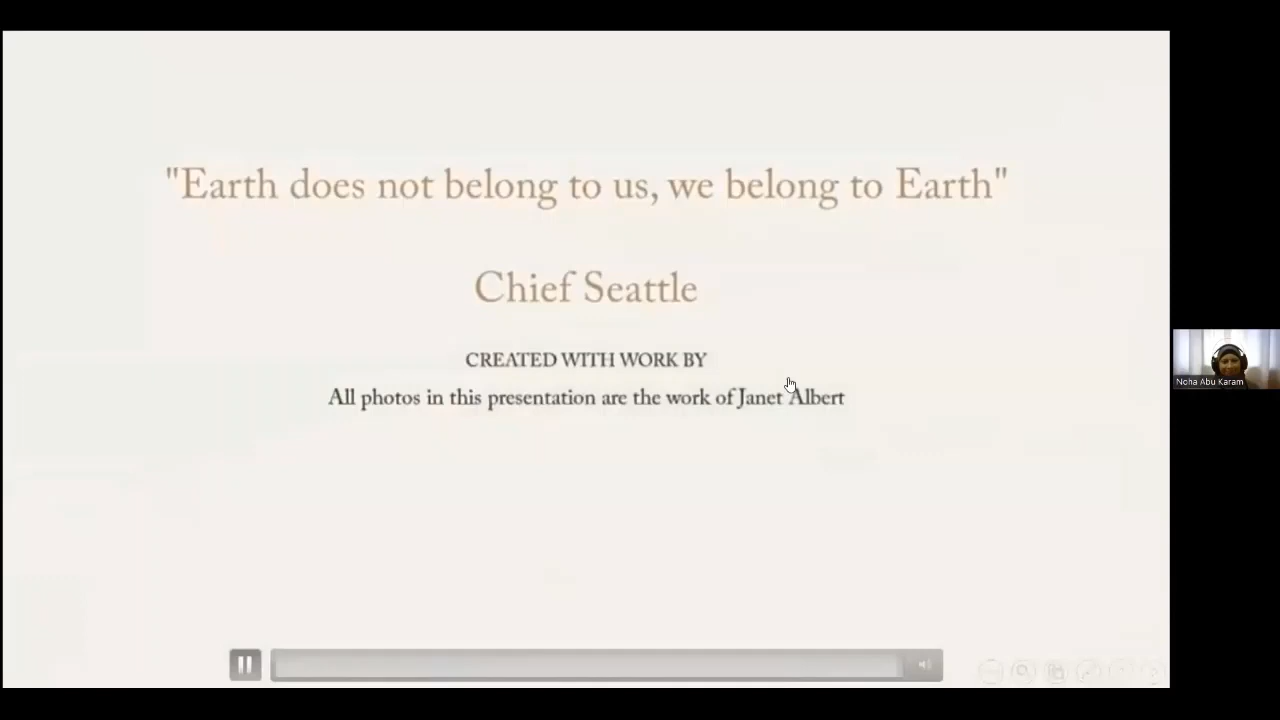 "Earth does not belong to us, we belong to Earth"
Chief Seattle
CREATED WITH WORK BY
All photos in this presentation are the work of Janet Albert
Noha Abu Karam